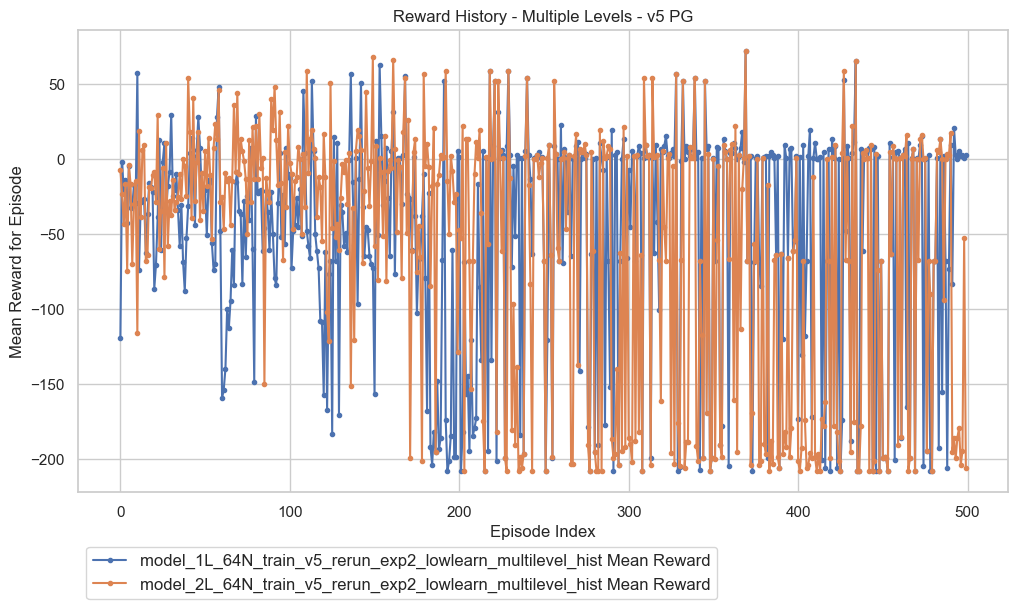 Reward History - Multiple Levels - v5 PG
Mean Reward for Episode
50
0
−50
−100
−150
−200
0
100
200
300
400
500
Episode Index
model_1L_64N_train_v5_rerun_exp2_lowlearn_multilevel_hist Mean Reward
model_2L_64N_train_v5_rerun_exp2_lowlearn_multilevel_hist Mean Reward